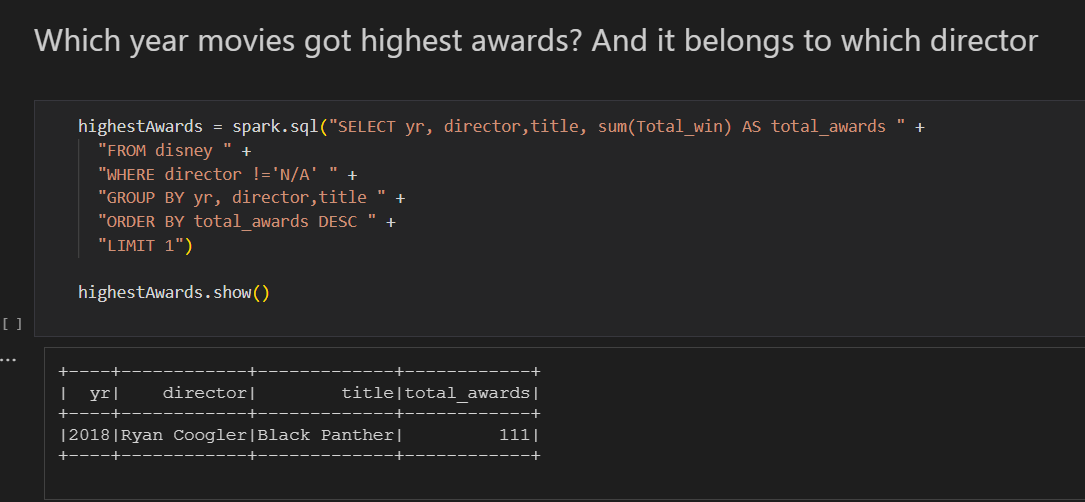 Which year movies got highest awards? And it belongs to which director
highestAwards = spark.sql("SELECT yr, director,title, sum(Total_win) AS total_awards " +
"FROM disney " +
"WHERE director !='N/A' " +
"GROUP BY yr, director,title " +
"ORDER BY total_awards DESC " +
"LIMIT 1")
highestAwards.show()
[ ]
...
+----+------------+-------------+------------+
|  yr|    director|        title|total_awards|
+----+------------+-------------+------------+
|2018|Ryan Coogler|Black Panther|         111|
+----+------------+-------------+------------+